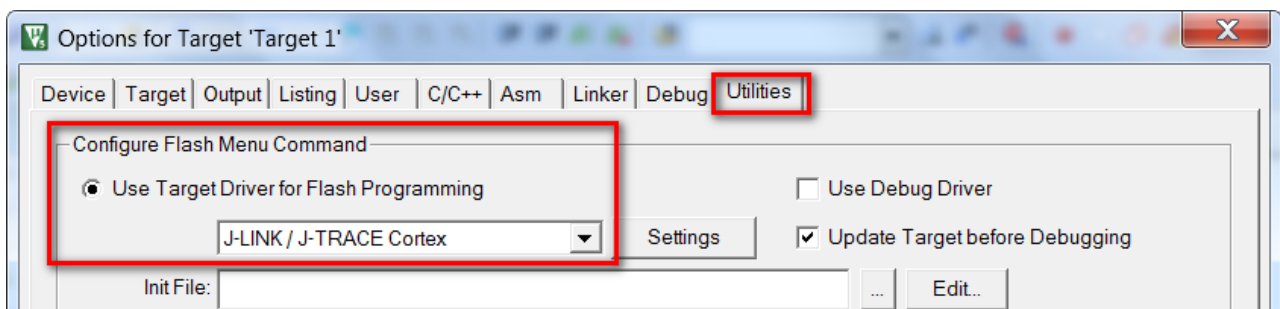 Options for Target 'Target 1'
Device Target Output Listing User C/C++ Asm Linker Debug Utilities
Configure Flash Menu Command
Use Target Driver for Flash Programming Use Debug Driver
J-LINK / J-TRACE Cortex Settings Update Target before Debugging
Init File: ... Edit...